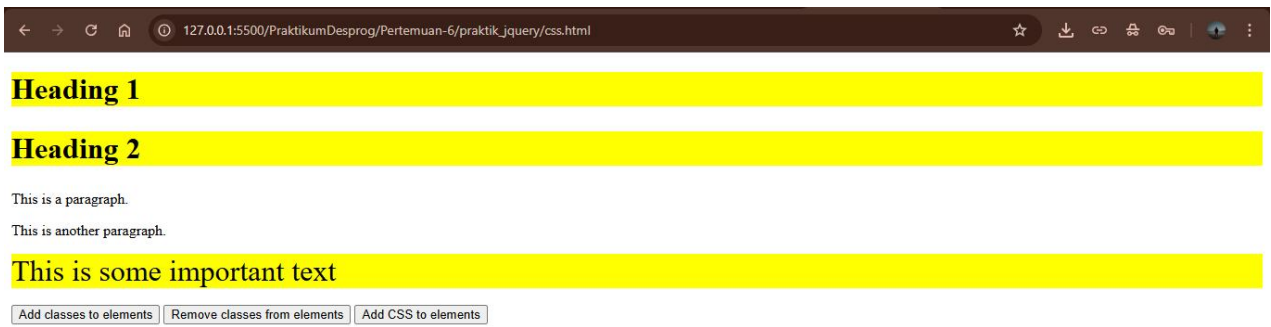 127.0.0.1:5500/PraktikumDesprog/Pertemuan-6/praktik_jquery/css.html
Heading 1
Heading 2
This is a paragraph.
This is another paragraph.
This is some important text
Add classes to elements Remove classes from elements Add CSS to elements